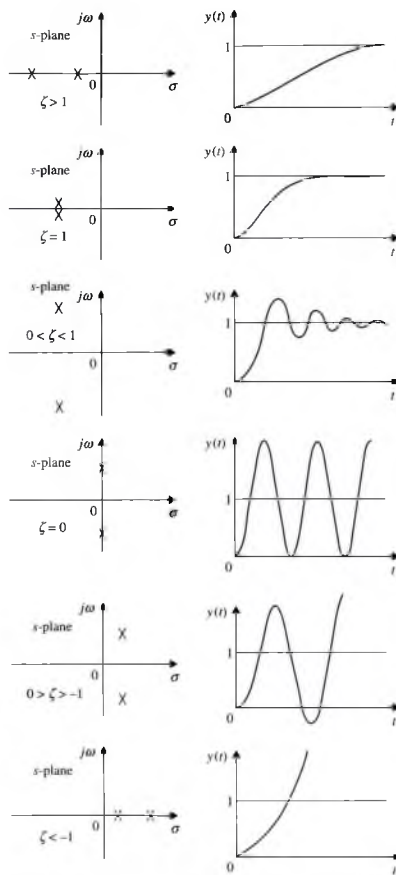 jω
s-plane
0
σ
ζ > 1
y(t)
1
0
t
jω
s-plane
0
σ
ζ = 1
y(t)
1
0
t
jω
s-plane
0 < ζ < 1
0
σ
y(t)
1
0
t
jω
s-plane
0
σ
ζ = 0
y(t)
1
0
t
jω
s-plane
0
σ
0 > ζ > −1
y(t)
1
0
t
jω
s-plane
0
σ
ζ < −1
y(t)
1
0
t